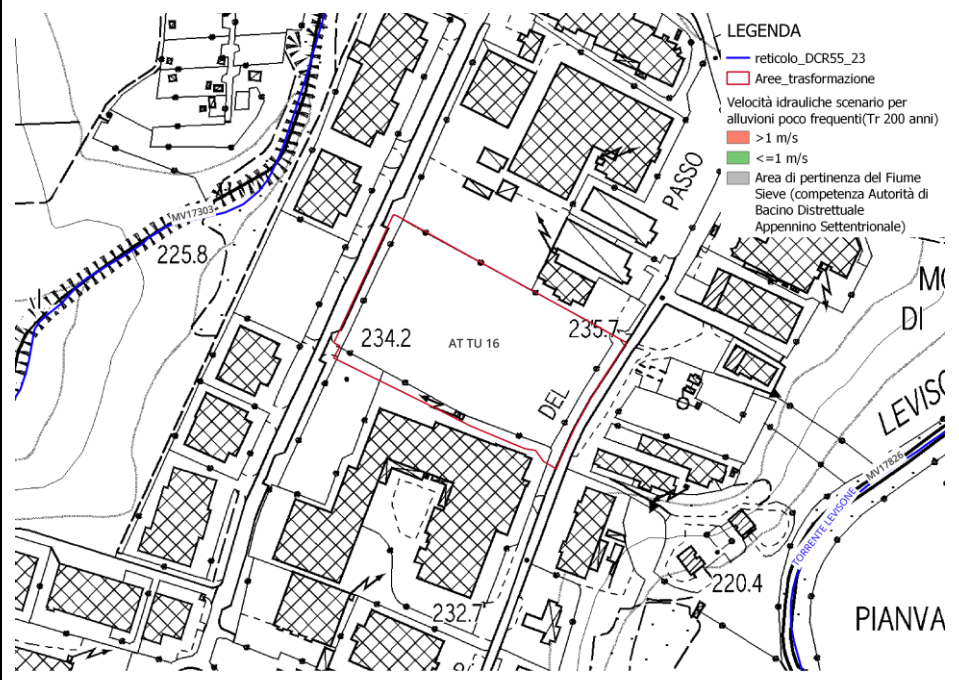 LEGENDA
reticolo_DCR55_23
Aree_trasformazione
Velocità idrauliche scenario per
alluvioni poco frequenti(Tr 200 anni)
>1 m/s
<=1 m/s
Area di pertinenza del Fiume
Sieve (competenza Autorità di
Bacino Distrettuale
Appennino Settentrionale)
PASSO
MV17303
225.8
234.2
AT TU 16
235.7
DEL
DI
MV17826
TORRENTE LEVISONE
220.4
232.7
PIANVA